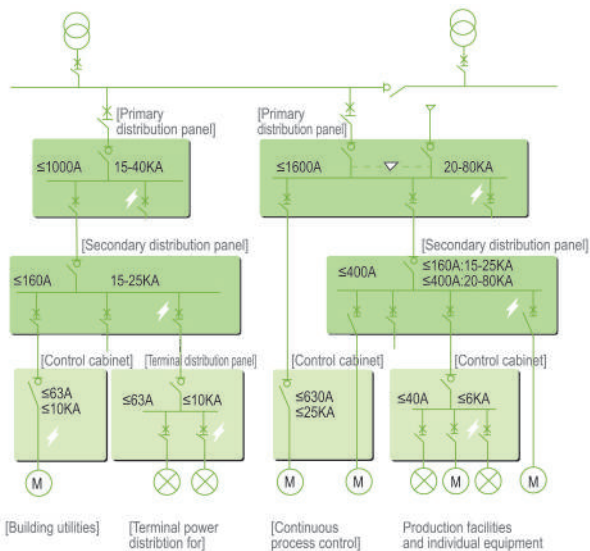 [Primary
distribution panel]
[Primary
distribution panel]
≤1000A 15-40KA
≤1600A 20-80KA
[Secondary distribution panel]
[Secondary distribution panel]
≤160A 15-25KA
≤400A
≤160A:15-25KA
≤400A:20-80KA
[Control cabinet]
[Terminal distribution panel]
[Control cabinet]
[Control cabinet]
≤63A
≤10KA
≤63A ≤10KA
≤630A
≤25KA
≤40A ≤6KA
M
M
M
M
M
[Building utilities]
[Terminal power
distribtion for]
[Continuous
process control]
Production facilities
and individual equipment